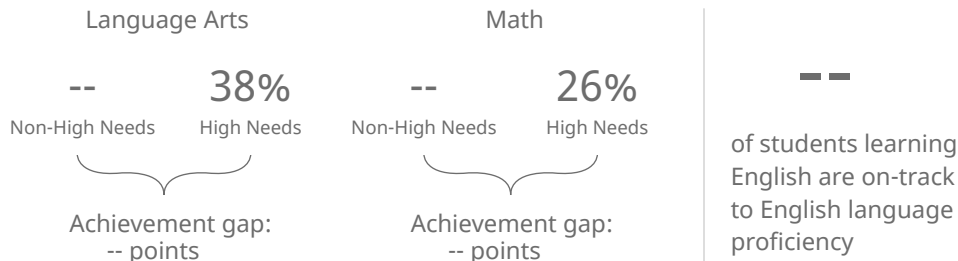 Language Arts
-- 38%
Non-High Needs High Needs
Achievement gap:
-- points
Math
-- 26%
Non-High Needs High Needs
Achievement gap:
-- points
--
of students learning
English are on-track
to English language
proficiency